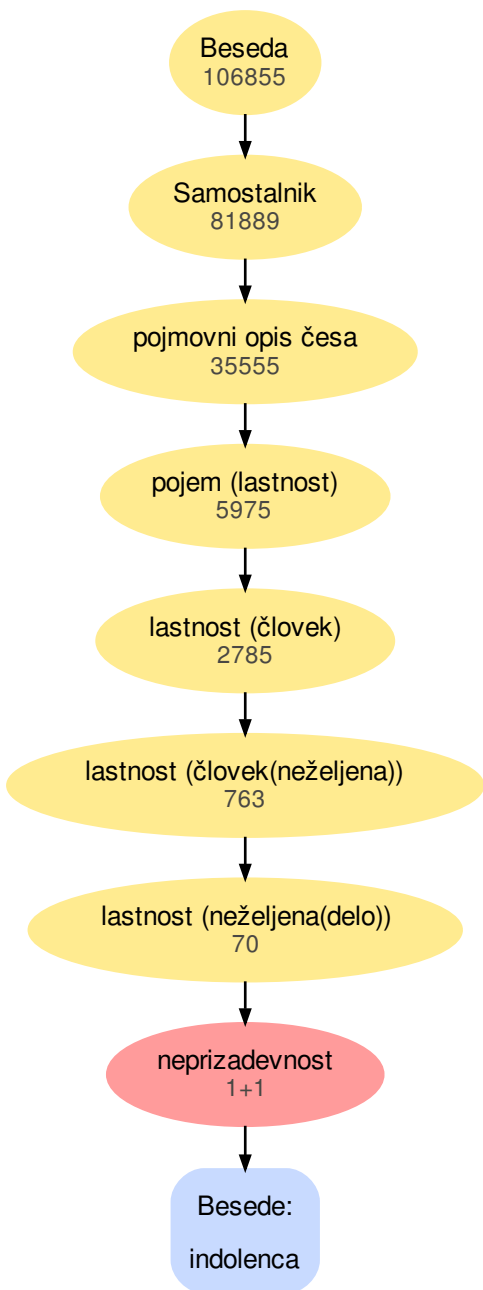 Beseda
106855
Samostalnik
81889
pojmovni opis česa
35555
pojem (lastnost)
5975
lastnost (človek)
2785
lastnost (človek(neželjena))
763
lastnost (neželjena(delo))
70
neprizadevnost
1+1
Besede:
indolenca